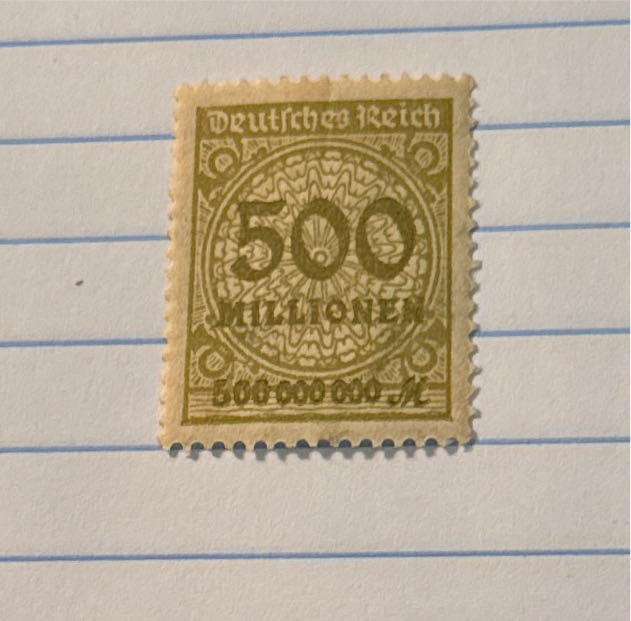 Deutsches Reich
500
MILLIONEN
500 000 000 M